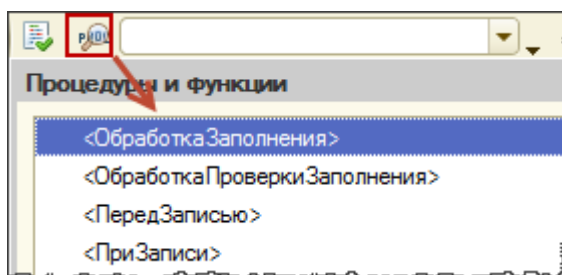 Процедуры и функции
<ОбработкаЗаполнения>
<ОбработкаПроверкиЗаполнения>
<ПередЗаписью>
<ПриЗаписи>